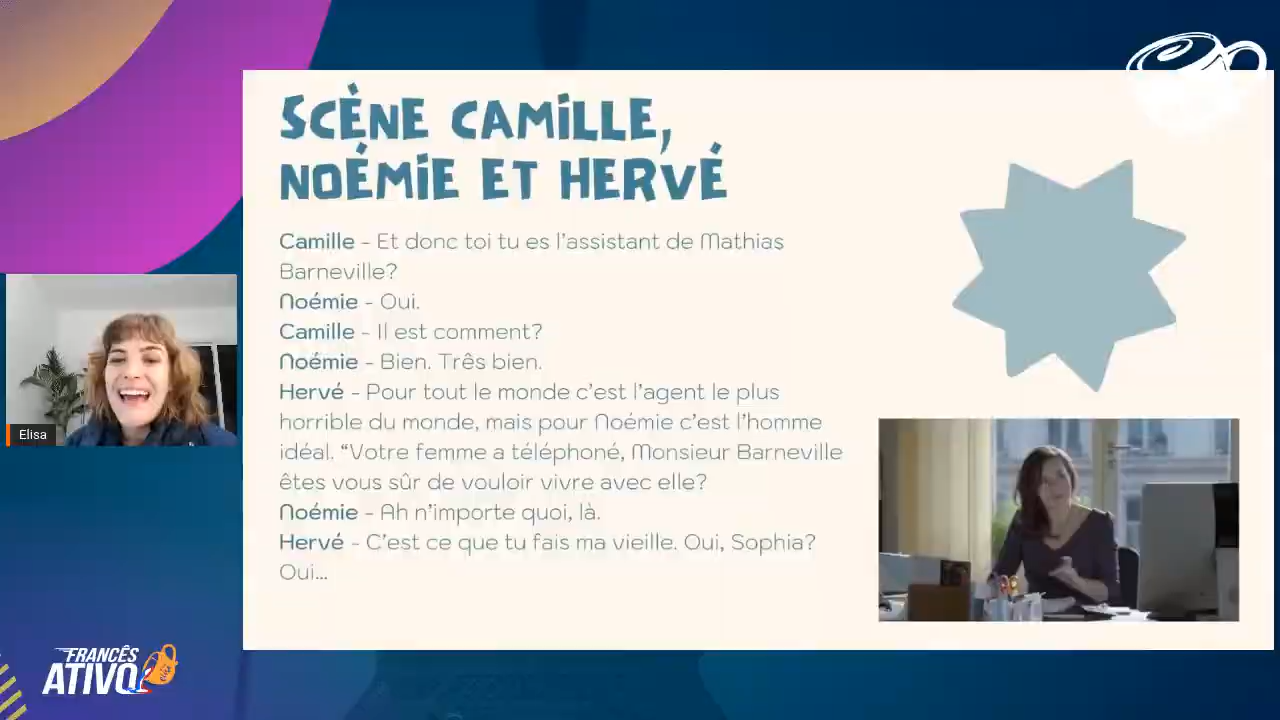 SCÈNE CAMILLE,
NOÉMIE ET HERVÉ
Camille - Et donc toi tu es l'assistant de Mathias
Barneville?
Noémie - Oui.
Camille - Il est comment?
Noémie - Bien. Três bien.
Hervé - Pour tout le monde c'est l'agent le plus
horrible du monde, mais pour Noémie c'est l'homme
idéal. “Votre femme a téléphoné, Monsieur Barneville
êtes vous sûr de vouloir vivre avec elle?
Noémie - Ah n'importe quoi, là.
Hervé - C'est ce que tu fais ma vieille. Oui, Sophia?
Oui...
Elisa
FRANCÊS
ATIVO